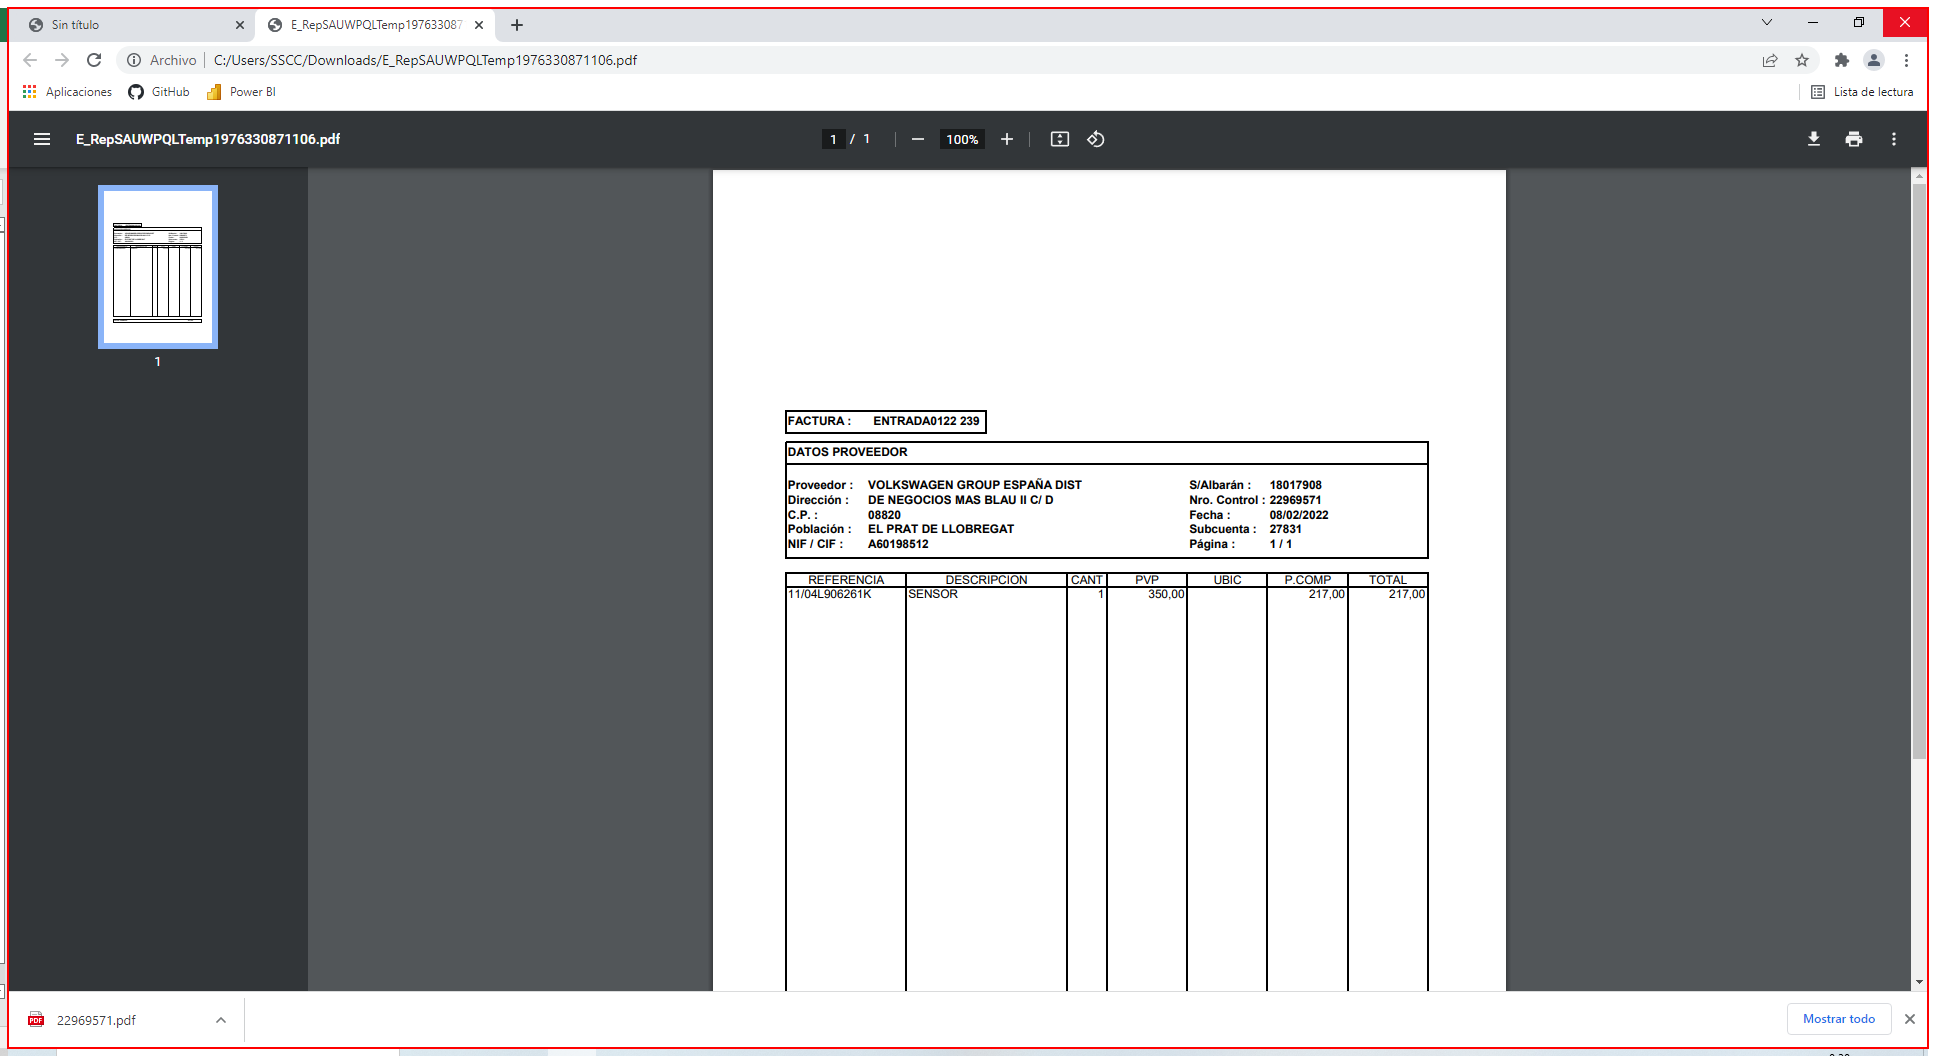 Sin título
E_RepSAUWPQLTemp197633087
Archivo
C:/Users/SSCC/Downloads/E_RepSAUWPQLTemp1976330871106.pdf
Aplicaciones GitHub Power BI Lista de lectura
E_RepSAUWPQLTemp1976330871106.pdf 1 / 1 100%
1
FACTURA : ENTRADA0122 239
DATOS PROVEEDOR
Proveedor : VOLKSWAGEN GROUP ESPAÑA DIST S/Albarán : 18017908
Dirección : DE NEGOCIOS MAS BLAU II C/ D Nro. Control : 22969571
C.P. : 08820 Fecha : 08/02/2022
Población : EL PRAT DE LLOBREGAT Subcuenta : 27831
NIF / CIF : A60198512 Página : 1 / 1
REFERENCIA DESCRIPCION CANT PVP UBIC P.COMP TOTAL
11/04L906261K SENSOR 1 350,00 217,00 217,00
PDF 22969571.pdf Mostrar todo